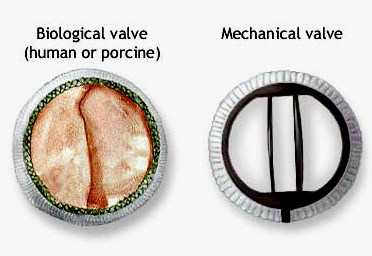 Biological valve
(human or porcine)
Mechanical valve